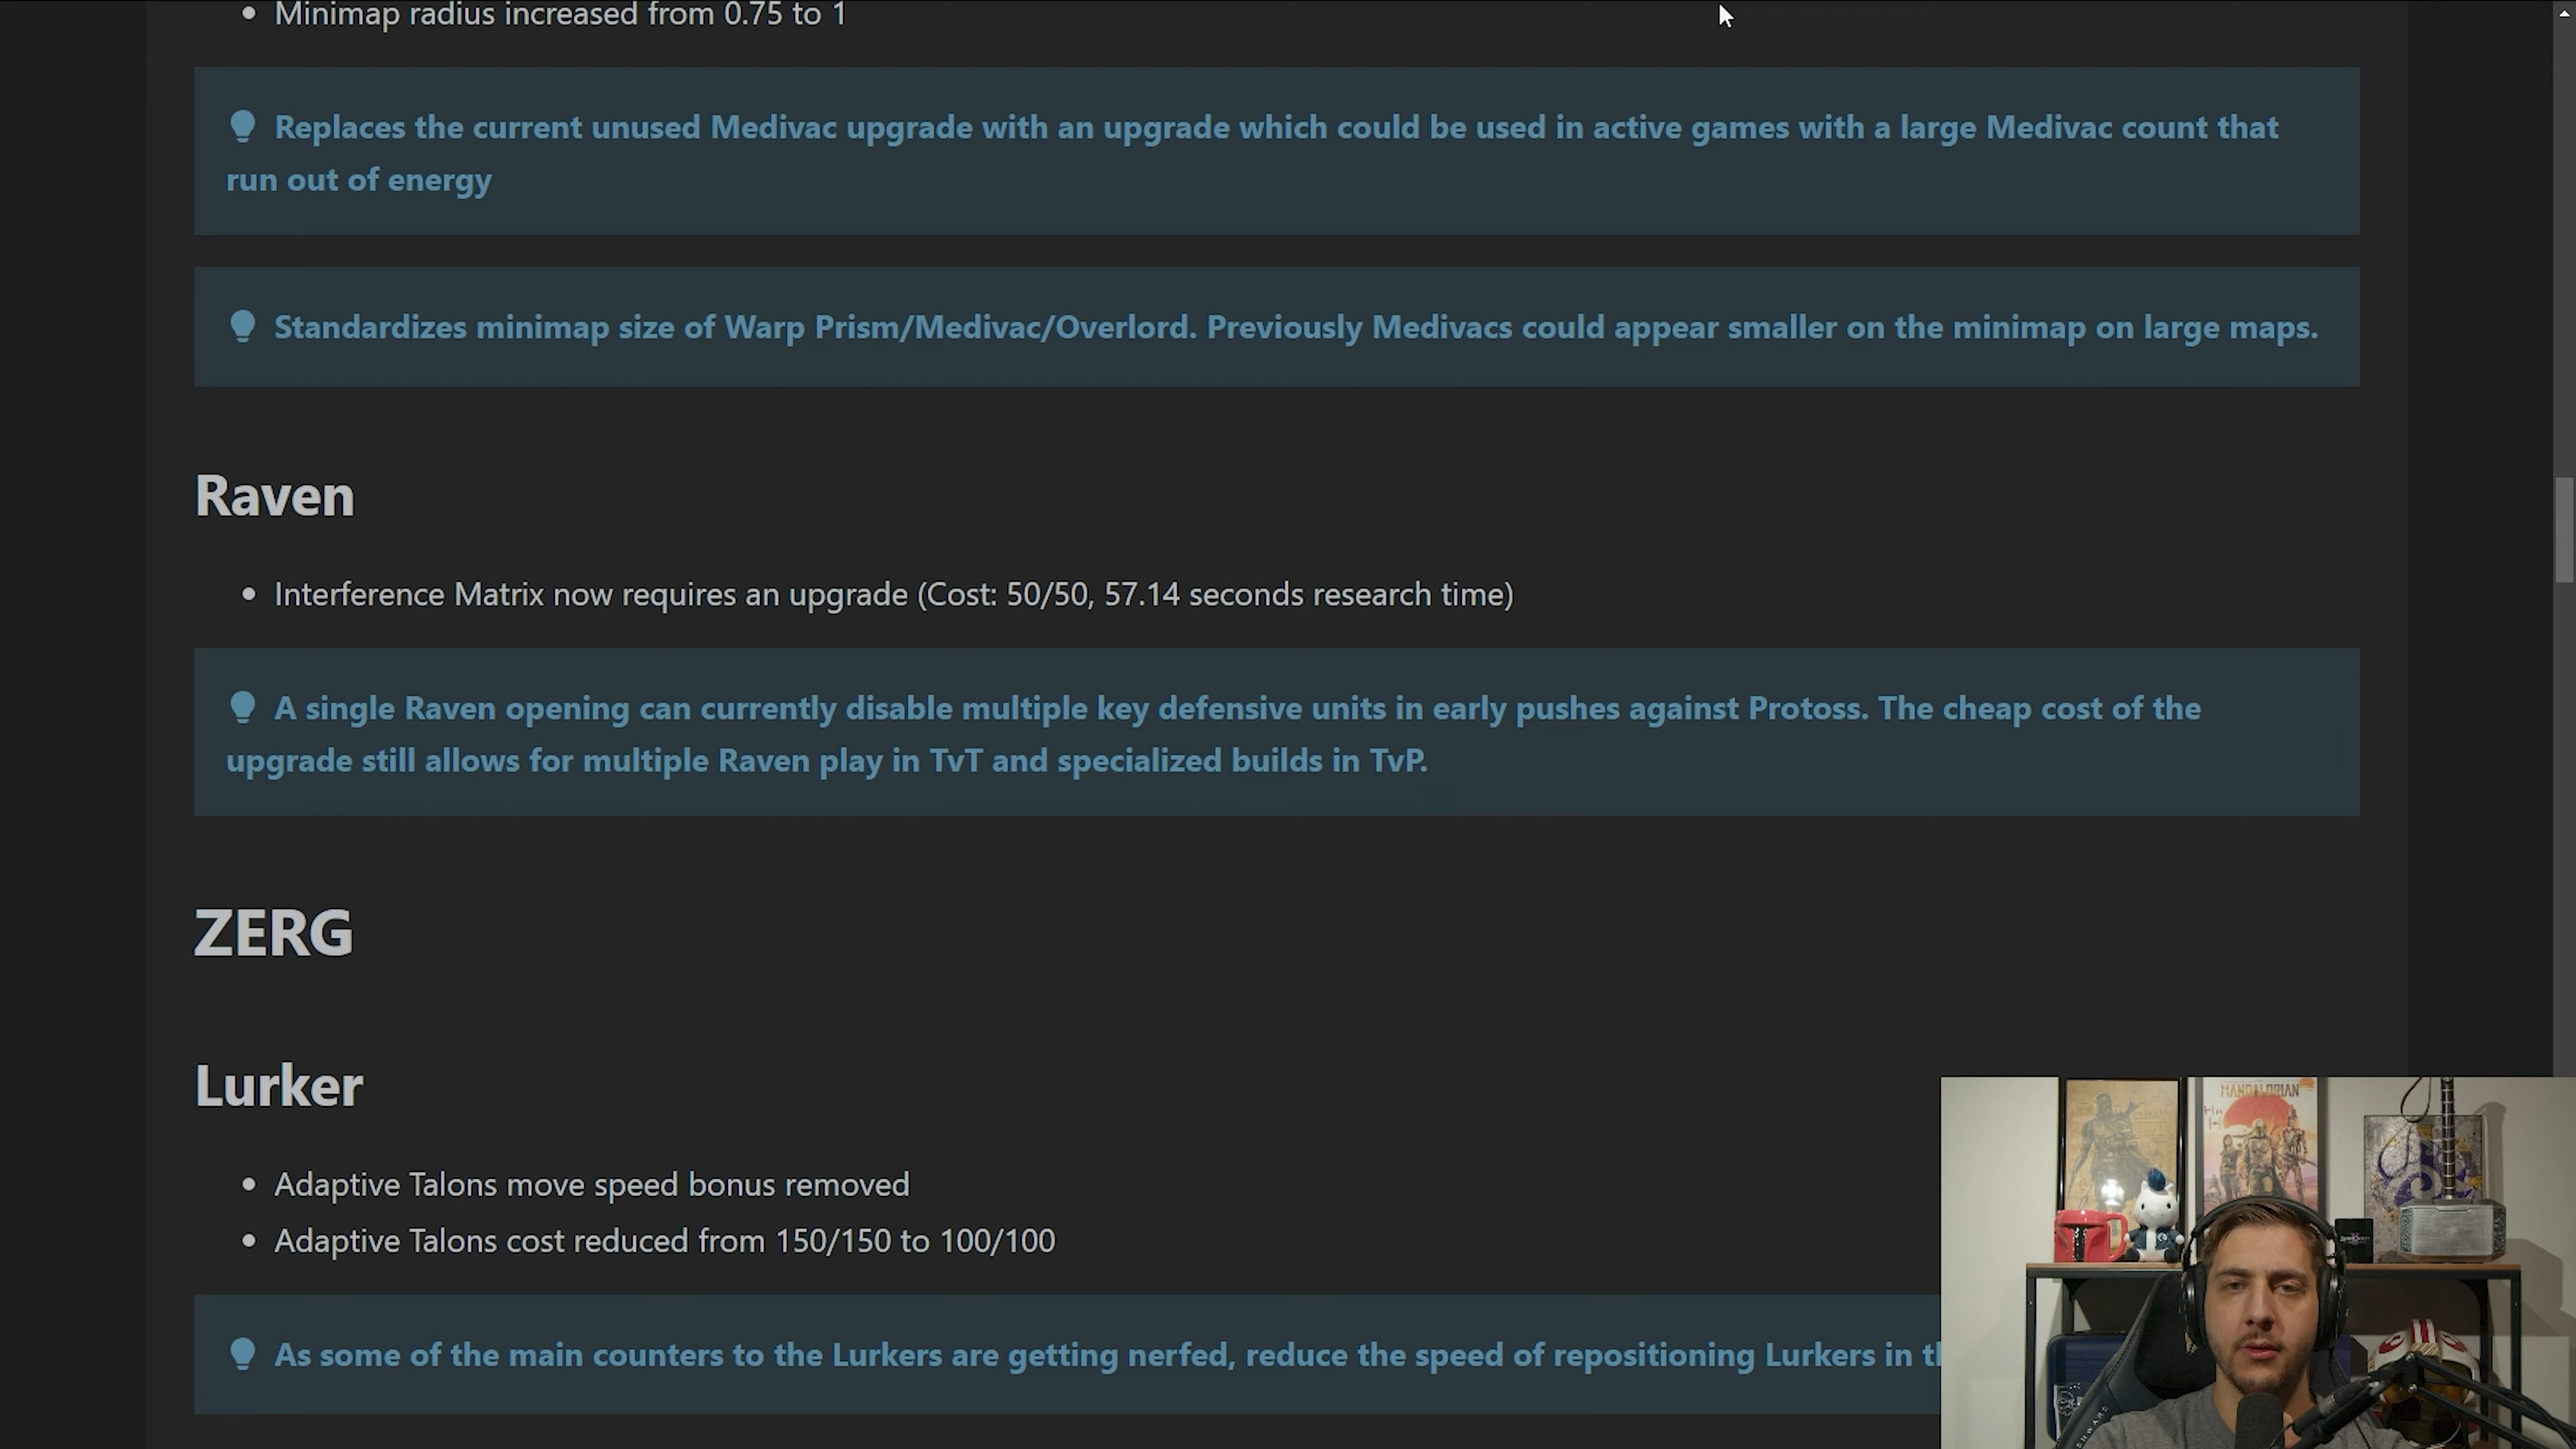 Minimap radius increased from 0.75 to 1
Replaces the current unused Medivac upgrade with an upgrade which could be used in active games with a large Medivac count that
run out of energy
Standardizes minimap size of Warp Prism/Medivac/Overlord. Previously Medivacs could appear smaller on the minimap on large maps.
Raven
Interference Matrix now requires an upgrade (Cost: 50/50, 57.14 seconds research time)
A single Raven opening can currently disable multiple key defensive units in early pushes against Protoss. The cheap cost of the
upgrade still allows for multiple Raven play in TvT and specialized builds in TvP.
ZERG
Lurker
Adaptive Talons move speed bonus removed
Adaptive Talons cost reduced from 150/150 to 100/100
As some of the main counters to the Lurkers are getting nerfed, reduce the speed of repositioning Lurkers in
MANDALORIAN